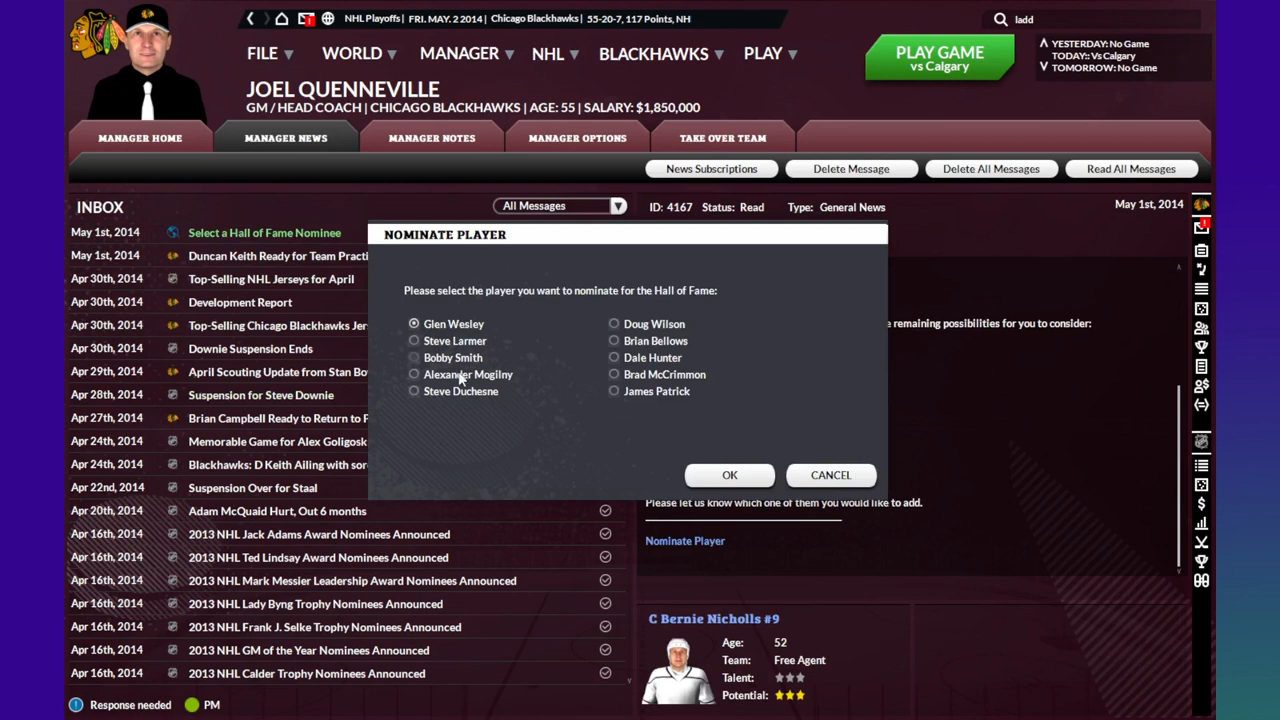 NHL Playoffs| FRI. MAY. 2 2014| Chicago Blackhawks | 55-20-7, 117 Points, NH
ladd
FILE WORLD MANAGER NHL BLACKHAWKS PLAY
PLAY GAME
vs Calgary
YESTERDAY: No Game
TODAY:: Vs Calgary
TOMORROW: No Game
JOEL QUENNEVILLE
GM / HEAD COACH | CHICAGO BLACKHAWKS | AGE: 55 | SALARY: $1,850,000
MANAGER HOME MANAGER NEWS MANAGER NOTES MANAGER OPTIONS TAKE OVER TEAM
News Subscriptions Delete Message Delete All Messages Read All Messages
INBOX All Messages
ID: 4167 Status: Read Type: General News May 1st, 2014
May 1st, 2014 Select a Hall of Fame Nominee
May 1st, 2014 Duncan Keith Ready for Team Practi
Apr 30th, 2014 Top-Selling NHL Jerseys for April
Apr 30th, 2014 Development Report
Apr 30th, 2014 Top-Selling Chicago Blackhawks Jer
Apr 30th, 2014 Downie Suspension Ends
Apr 29th, 2014 April Scouting Update from Stan Bo
Apr 28th, 2014 Suspension for Steve Downie
Apr 27th, 2014 Brian Campbell Ready to Return to P
Apr 24th, 2014 Memorable Game for Alex Goligosk
Apr 24th, 2014 Blackhawks: D Keith Ailing with sor
Apr 22nd, 2014 Suspension Over for Staal
Apr 20th, 2014 Adam McQuaid Hurt, Out 6 months
Apr 16th, 2014 2013 NHL Jack Adams Award Nominees Announced
Apr 16th, 2014 2013 NHL Ted Lindsay Award Nominees Announced
Apr 16th, 2014 2013 NHL Mark Messier Leadership Award Nominees Announced
Apr 16th, 2014 2013 NHL Lady Byng Trophy Nominees Announced
Apr 16th, 2014 2013 NHL Frank J. Selke Trophy Nominees Announced
Apr 16th, 2014 2013 NHL GM of the Year Nominees Announced
Apr 16th, 2014 2013 NHL Calder Trophy Nominees Announced
Response needed PM
NOMINATE PLAYER
Please select the player you want to nominate for the Hall of Fame:
Glen Wesley Doug Wilson
Steve Larmer Brian Bellows
Bobby Smith Dale Hunter
Alexander Mogilny Brad McCrimmon
Steve Duchesne James Patrick
OK CANCEL
e remaining possibilities for you to consider:
Please let us know which one of them you would like to add.
Nominate Player
C Bernie Nicholls #9
Age: 52
Team: Free Agent
Talent:
Potential: